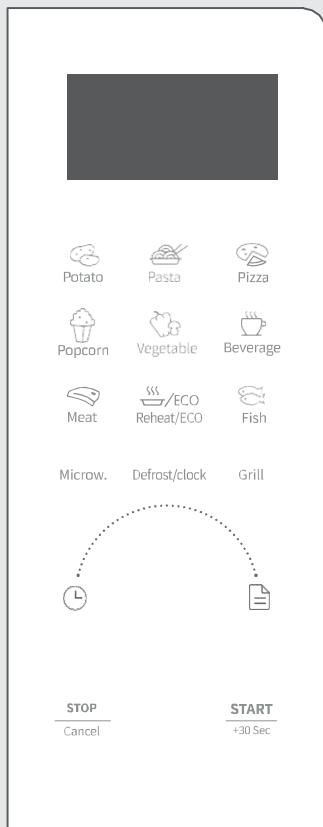 Potato Pasta Pizza
Popcorn Vegetable Beverage
/ECO
Meat Reheat/ECO Fish
Microw. Defrost/clock Grill
STOP START
Cancel +30 Sec